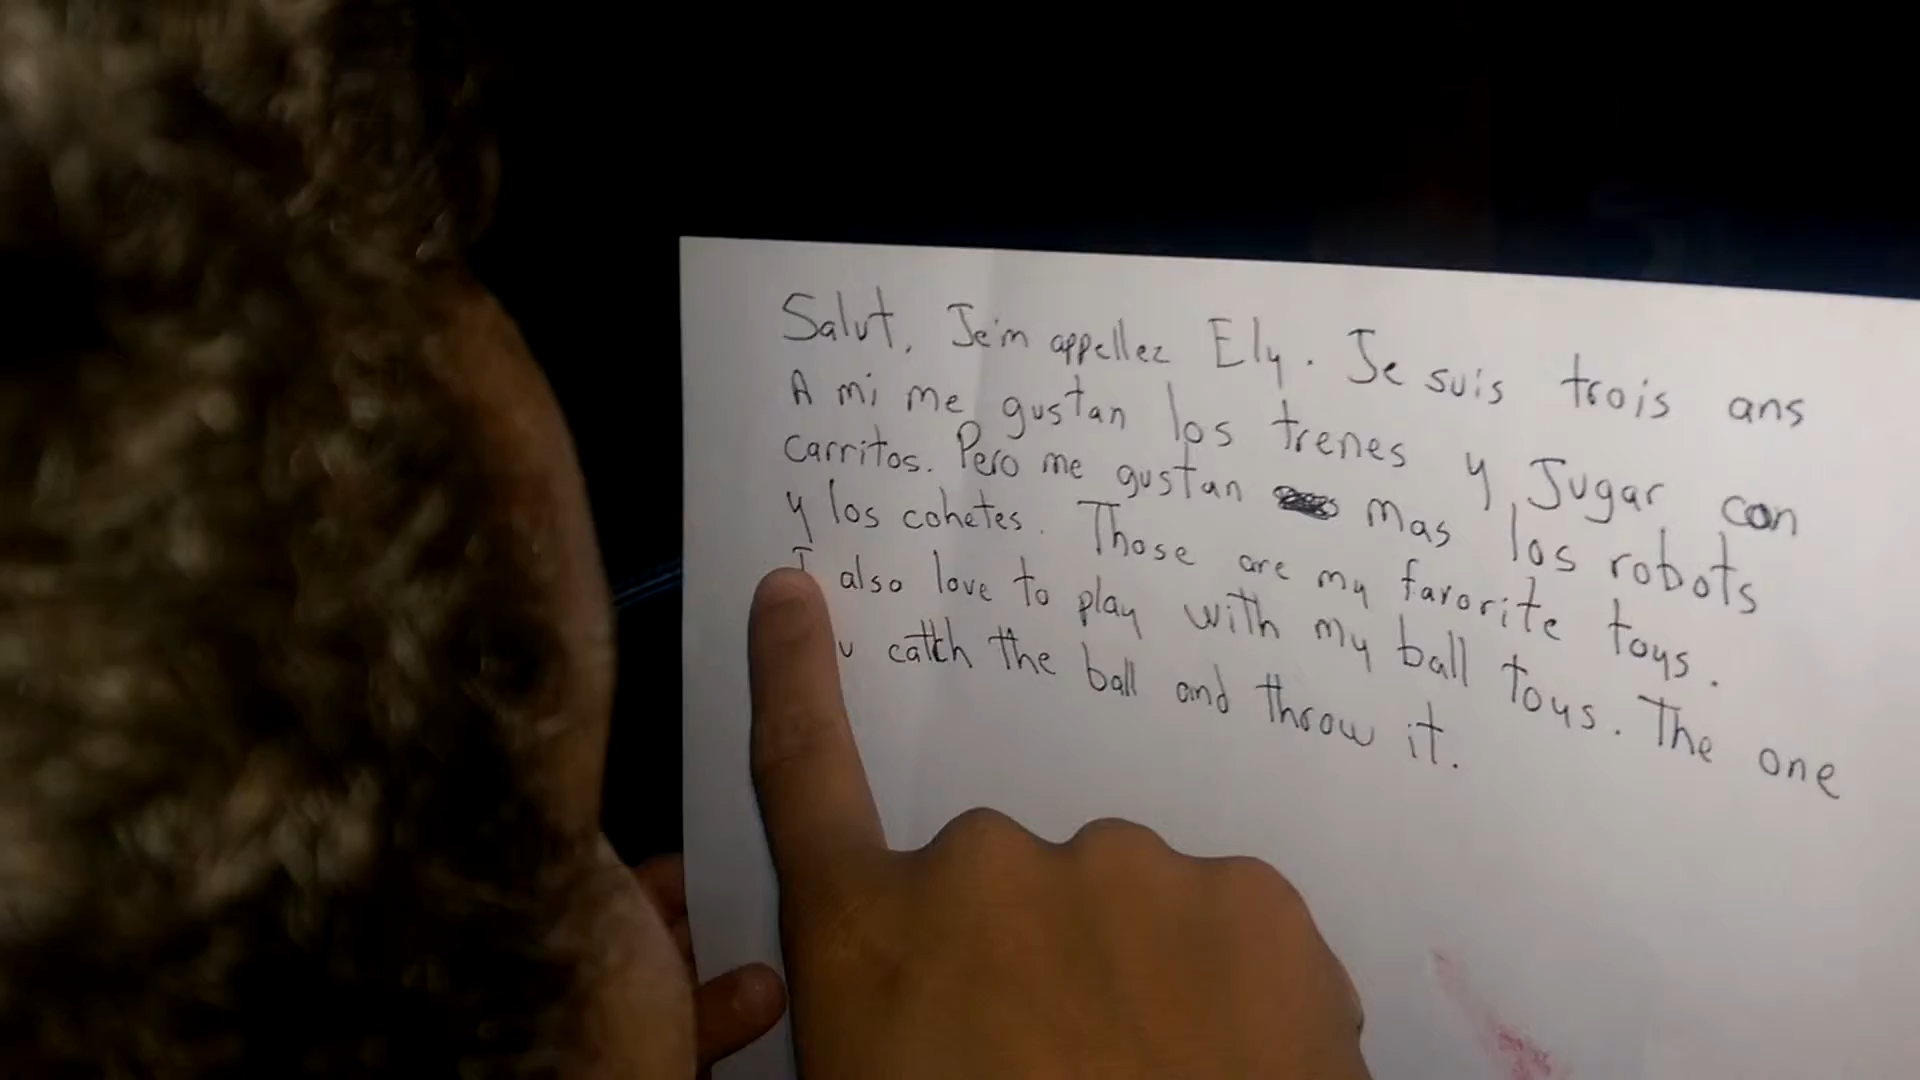 Salut, Je'm appellez Ely. Je suis trois ans
A mi me gustan los trenes y Jugar con
carritos. Pero me gustan mas los robots
y los cohetes. Those are my favorite toys.
I also love to play with my ball toys. The one
catch the ball and throw it.